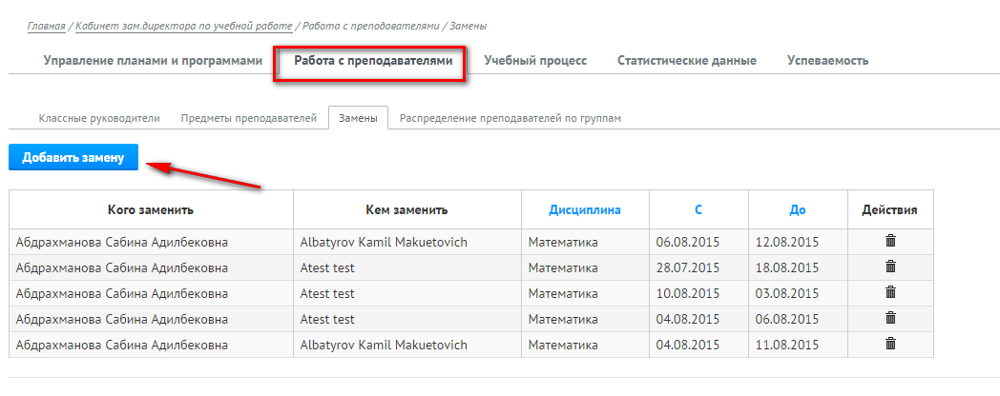 Главная / Кабинет зам.директора по учебной работе / Работа с преподавателями / Замены
Управление планами и программами Работа с преподавателями Учебный процесс Статистические данные Успеваемость
Классные руководители Предметы преподавателей Замены Распределение преподавателей по группам
Добавить замену
Кого заменить Кем заменить Дисциплина С До Действия
Абдрахманова Сабина Адилбековна Albatyrov Kamil Makuetovich Математика 06.08.2015 12.08.2015
Абдрахманова Сабина Адилбековна Atest test Математика 28.07.2015 18.08.2015
Абдрахманова Сабина Адилбековна Atest test Математика 10.08.2015 03.08.2015
Абдрахманова Сабина Адилбековна Atest test Математика 04.08.2015 06.08.2015
Абдрахманова Сабина Адилбековна Albatyrov Kamil Makuetovich Математика 04.08.2015 11.08.2015